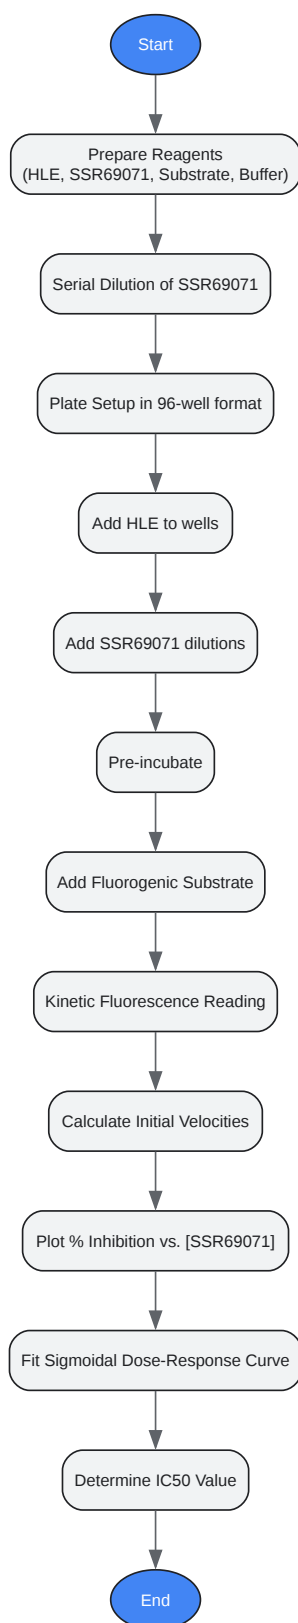 Start
Prepare Reagents
(HLE, SSR69071, Substrate, Buffer)
Serial Dilution of SSR69071
Plate Setup in 96-well format
Add HLE to wells
Add SSR69071 dilutions
Pre-incubate
Add Fluorogenic Substrate
Kinetic Fluorescence Reading
Calculate Initial Velocities
Plot % Inhibition vs. [SSR69071]
Fit Sigmoidal Dose-Response Curve
Determine IC50 Value
End